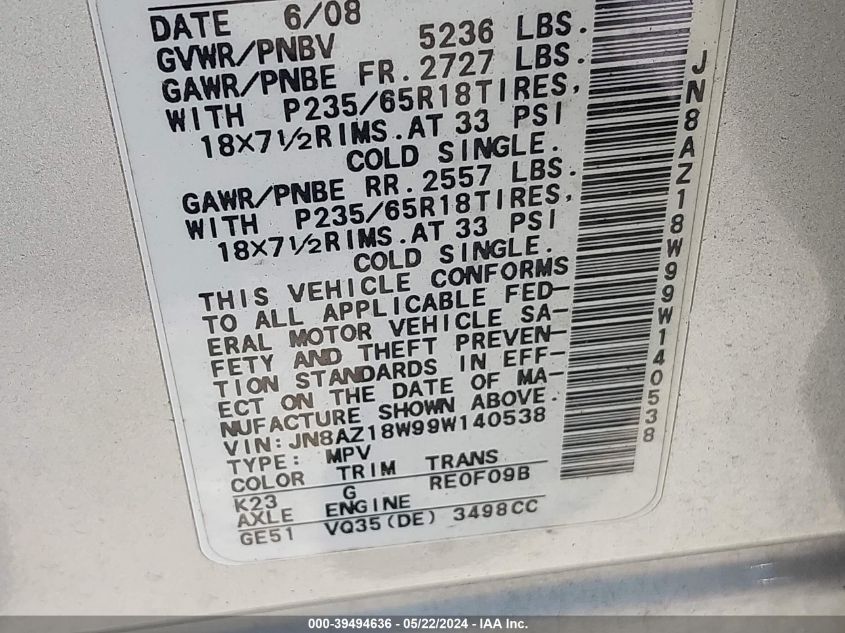 DATE 6/08
GVWR/PNBV 5236 LBS.
GAWR/PNBE FR. 2727 LBS.
WITH P235/65R18TIRES,
18X7 1/2RIMS.AT 33 PSI
COLD SINGLE.
GAWR/PNBE RR. 2557 LBS.
WITH P235/65R18TIRES,
18X7 1/2RIMS.AT 33 PSI
COLD SINGLE.
THIS VEHICLE CONFORMS
TO ALL APPLICABLE FED-
ERAL MOTOR VEHICLE SA-
FETY AND THEFT PREVEN-
TION STANDARDS IN EFF-
ECT ON THE DATE OF MA-
NUFACTURE SHOWN ABOVE.
VIN:JN8AZ18W99W140538
TYPE: MPV
COLOR TRIM TRANS
K23 G RE0F09B
AXLE ENGINE
GE51 VQ35(DE) 3498CC
JN8AZ18W99W140538
000-39494636 - 05/22/2024 - IAA Inc.